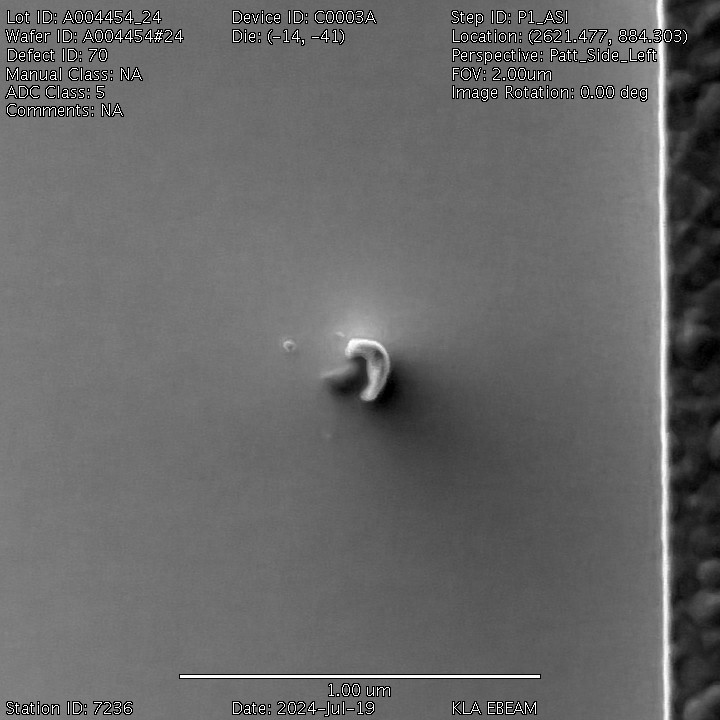 Lot ID: A004454_24 Device ID: C0003A Step ID: P1_ASI
Wafer ID: A004454#24 Die: (-14, -41) Location: (2621.477, 884.303)
Defect ID: 70 Perspective: Patt_Side_Left
Manual Class: NA FOV: 2.00um
ADC Class: 5 Image Rotation: 0.00 deg
Comments: NA
1.00 um
Station ID: 7236 Date: 2024-Jul-19 KLA EBEAM